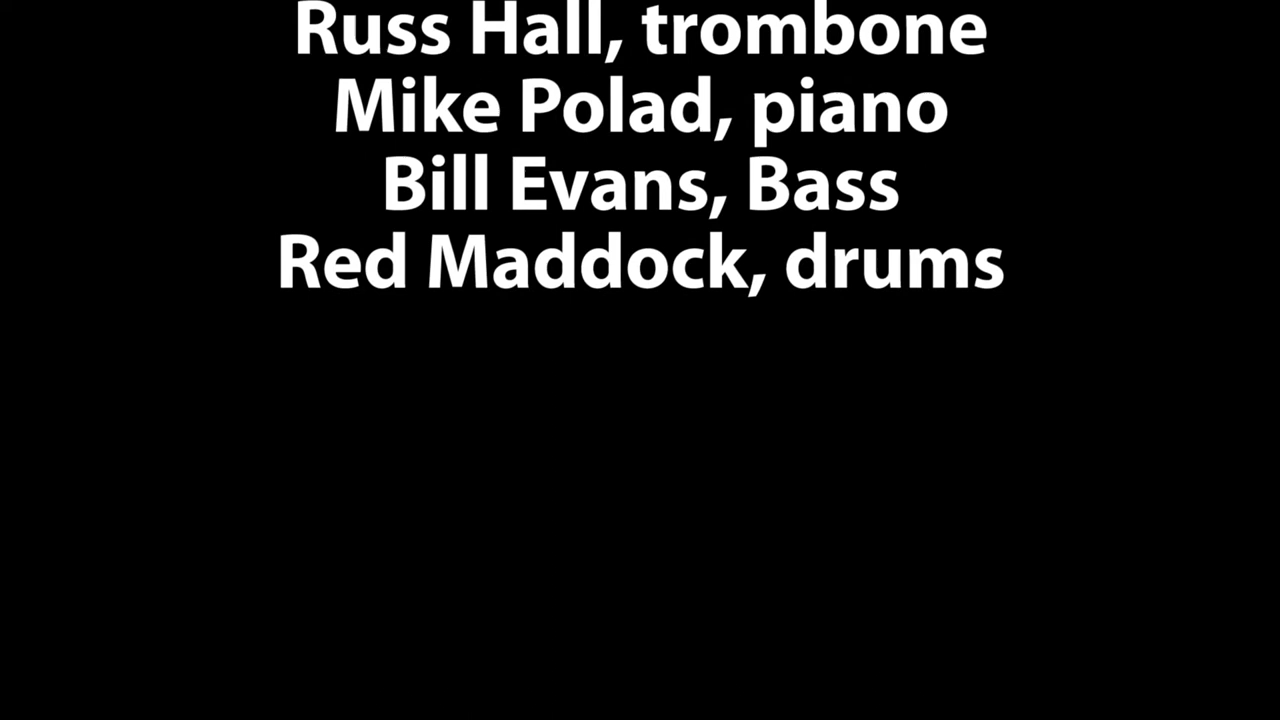 Russ Hall, trombone
Mike Polad, piano
Bill Evans, Bass
Red Maddock, drums